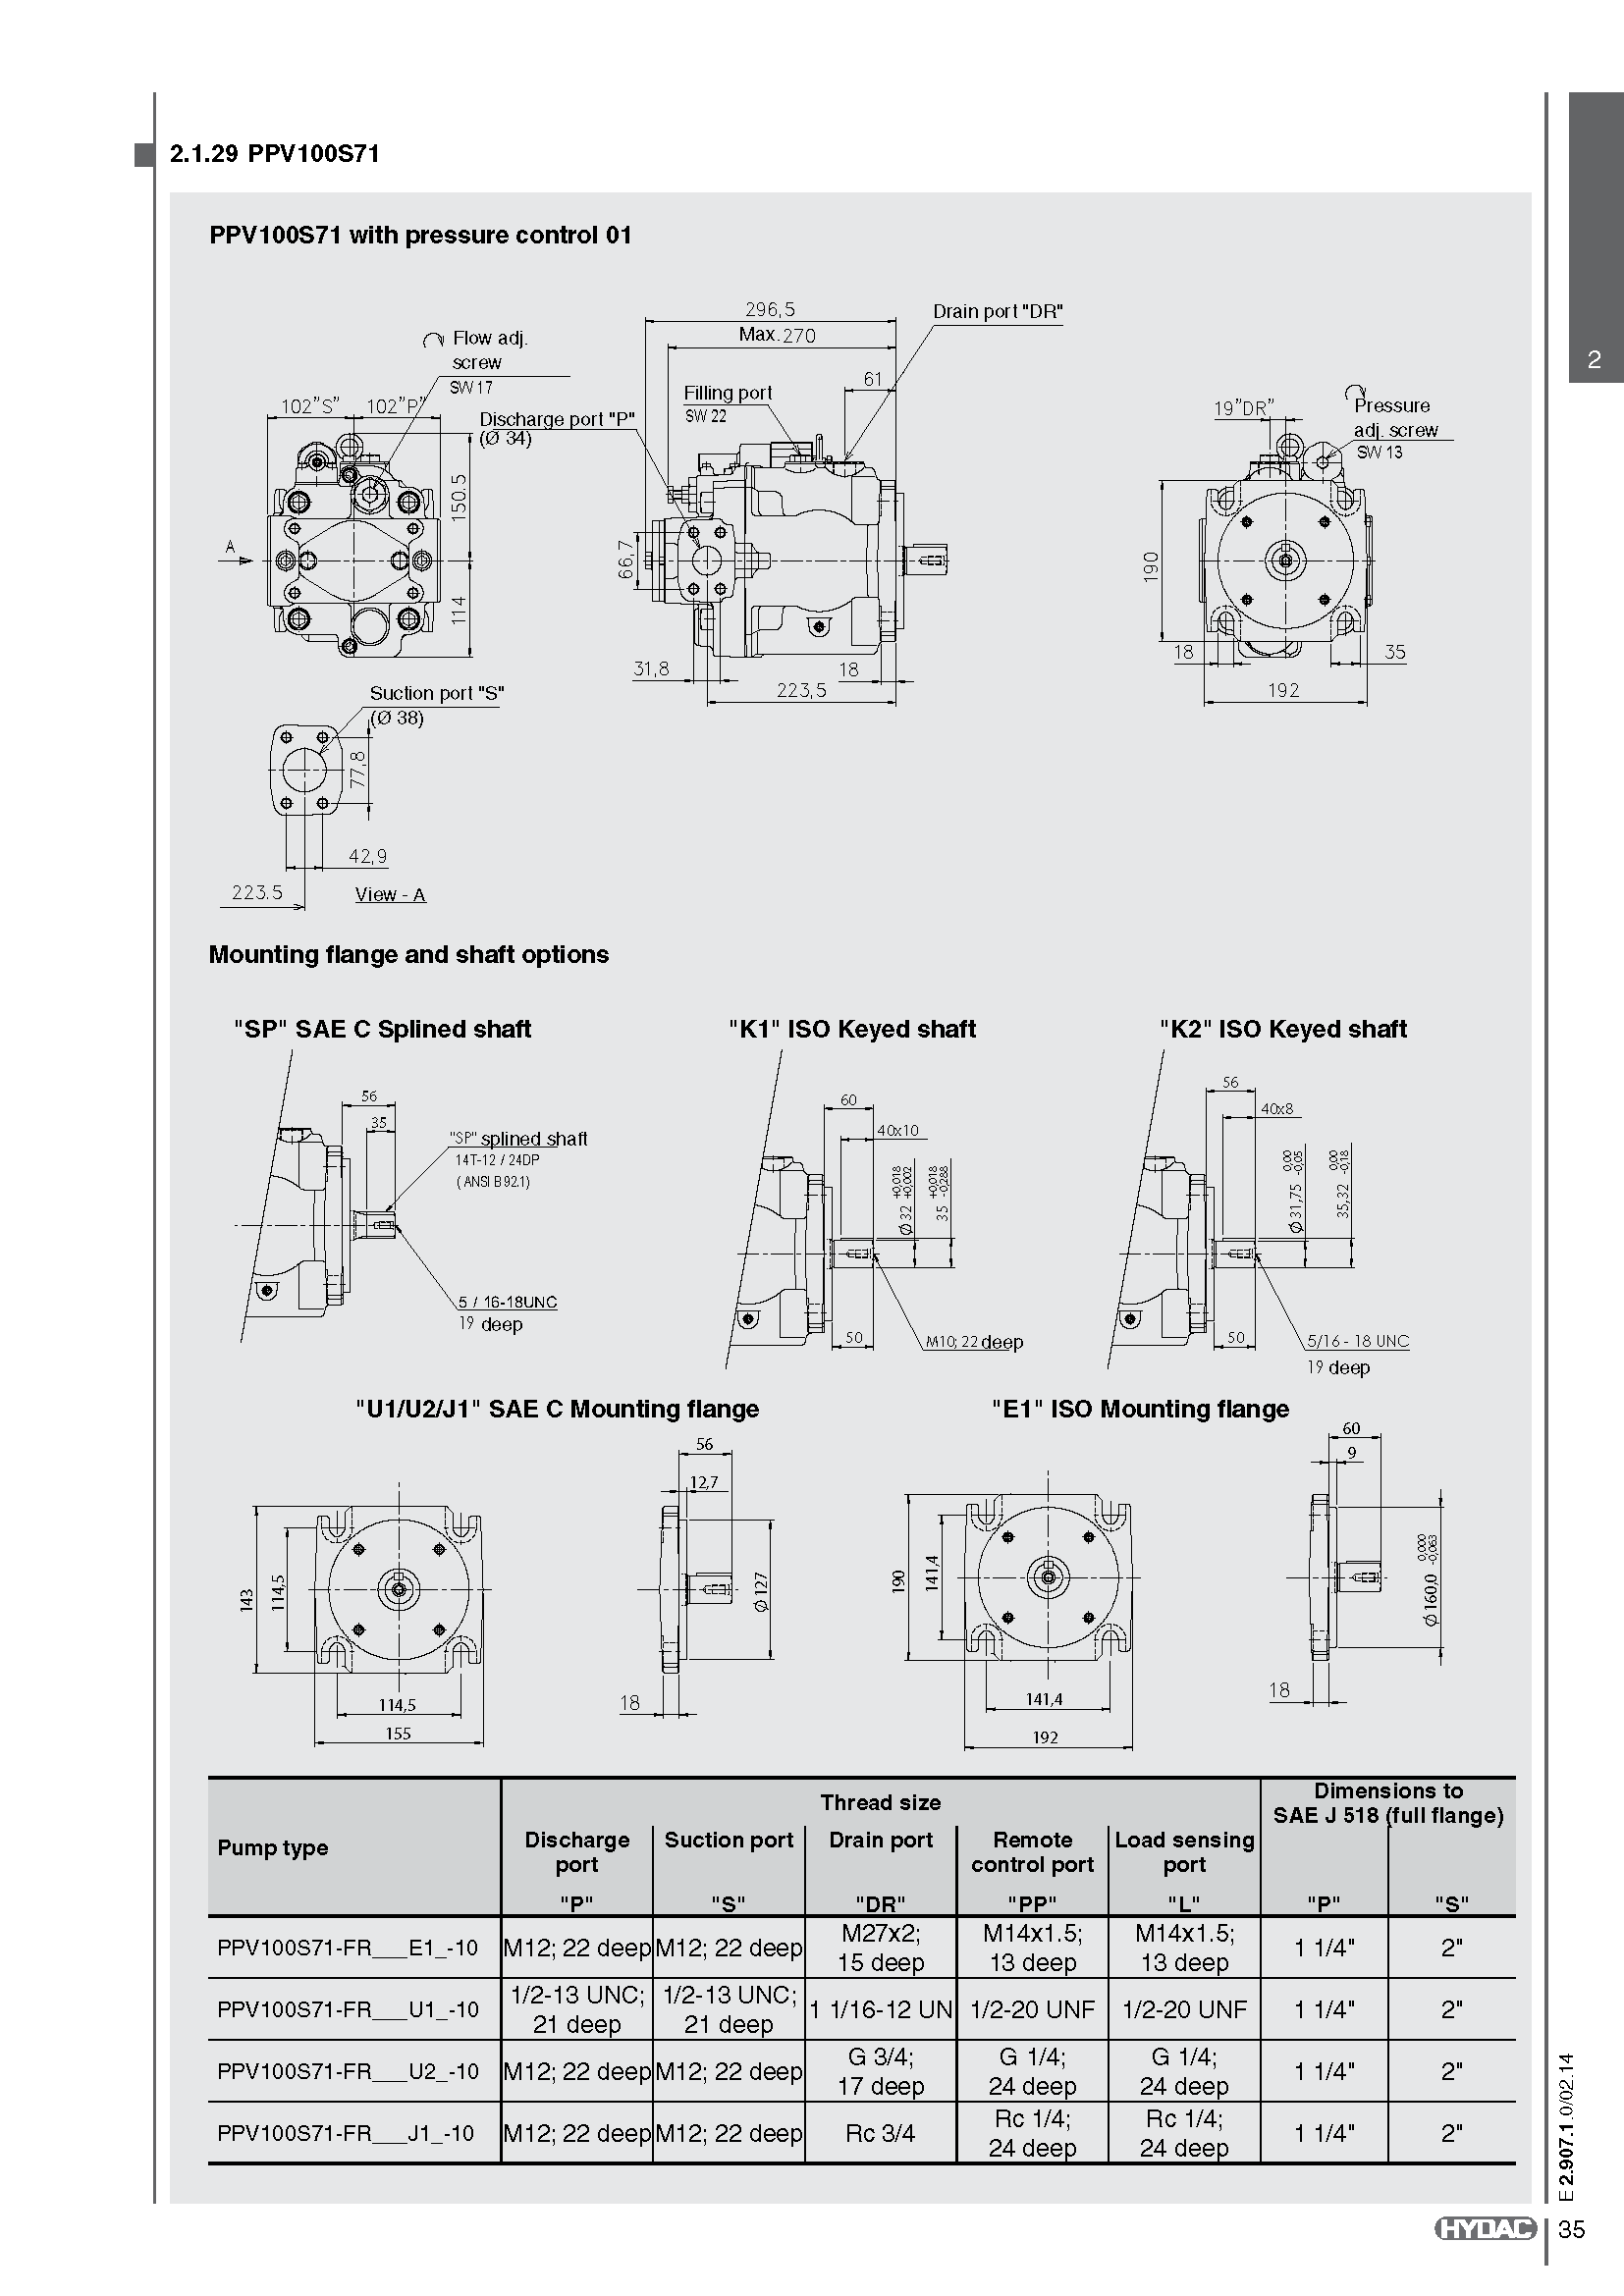 2.1.29 PPV100S71
2
PPV100S71 with pressure control 01
296,5
Drain port "DR"
Max. 270
Flow adj.
screw
SW 17
61
Filling port
SW 22
102"S" 102"P"
Discharge port "P"
(Ø 34)
19"DR"
Pressure
adj. screw
SW 13
150.5
A
66,7
190
114
31,8
18
223,5
18
35
192
Suction port "S"
(Ø 38)
77,8
42,9
223.5
View - A
Mounting flange and shaft options
"SP" SAE C Splined shaft
"K1" ISO Keyed shaft
"K2" ISO Keyed shaft
56
35
"SP" splined shaft
14T-12 / 24DP
( ANSI B 92.1)
5 / 16-18UNC
19 deep
60
40x10
Ø 32 +0,018 +0,002
35 +0,018 -0,288
50
M10; 22 deep
56
40x8
Ø 31,75 0,00 -0,05
35,32 0,00 -0,18
50
5/16 - 18 UNC
19 deep
"U1/U2/J1" SAE C Mounting flange
"E1" ISO Mounting flange
56
12,7
143
114,5
Ø 127
114,5
155
18
60
9
190
141,4
Ø 160,0 0,000 -0,063
141,4
192
18
Pump type
Thread size
Dimensions to
SAE J 518 (full flange)
Discharge port "P"
Suction port "S"
Drain port "DR"
Remote control port "PP"
Load sensing port "L"
"P"
"S"
PPV100S71-FR___E1_-10 M12; 22 deep M12; 22 deep M27x2; 15 deep M14x1.5; 13 deep M14x1.5; 13 deep 1 1/4" 2"
PPV100S71-FR___U1_-10 1/2-13 UNC; 21 deep 1/2-13 UNC; 21 deep 1 1/16-12 UN 1/2-20 UNF 1/2-20 UNF 1 1/4" 2"
PPV100S71-FR___U2_-10 M12; 22 deep M12; 22 deep G 3/4; 17 deep G 1/4; 24 deep G 1/4; 24 deep 1 1/4" 2"
PPV100S71-FR___J1_-10 M12; 22 deep M12; 22 deep Rc 3/4 Rc 1/4; 24 deep Rc 1/4; 24 deep 1 1/4" 2"
E 2.907.1.0/02.14
HYDAC
35